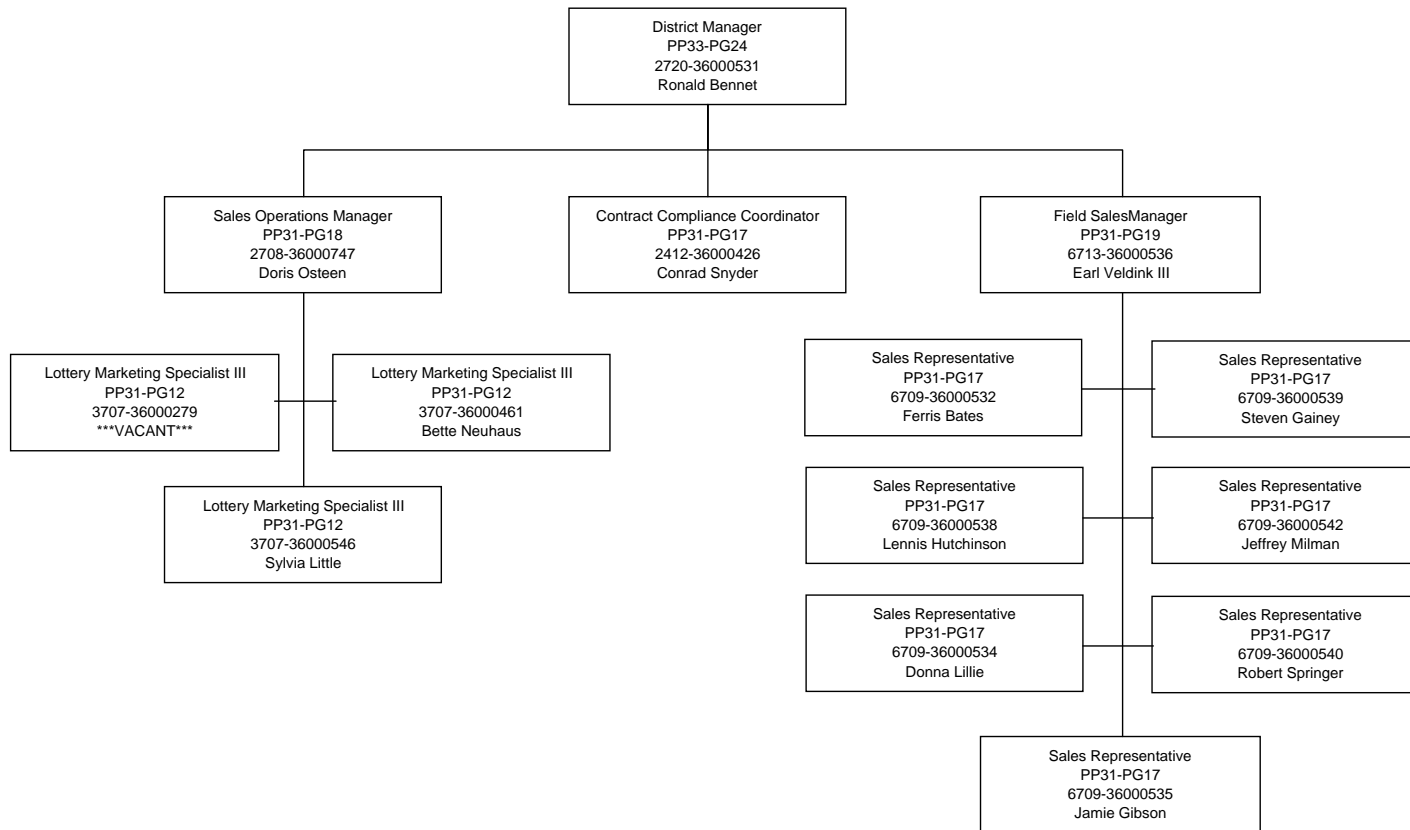 District Manager
PP33-PG24
2720-36000531
Ronald Bennet
Sales Operations Manager
PP31-PG18
2708-36000747
Doris Osteen
Contract Compliance Coordinator
PP31-PG17
2412-36000426
Conrad Snyder
Field SalesManager
PP31-PG19
6713-36000536
Earl Veldink III
Lottery Marketing Specialist III
PP31-PG12
3707-36000279
***VACANT***
Lottery Marketing Specialist III
PP31-PG12
3707-36000461
Bette Neuhaus
Lottery Marketing Specialist III
PP31-PG12
3707-36000546
Sylvia Little
Sales Representative
PP31-PG17
6709-36000532
Ferris Bates
Sales Representative
PP31-PG17
6709-36000539
Steven Gainey
Sales Representative
PP31-PG17
6709-36000538
Lennis Hutchinson
Sales Representative
PP31-PG17
6709-36000542
Jeffrey Milman
Sales Representative
PP31-PG17
6709-36000534
Donna Lillie
Sales Representative
PP31-PG17
6709-36000540
Robert Springer
Sales Representative
PP31-PG17
6709-36000535
Jamie Gibson